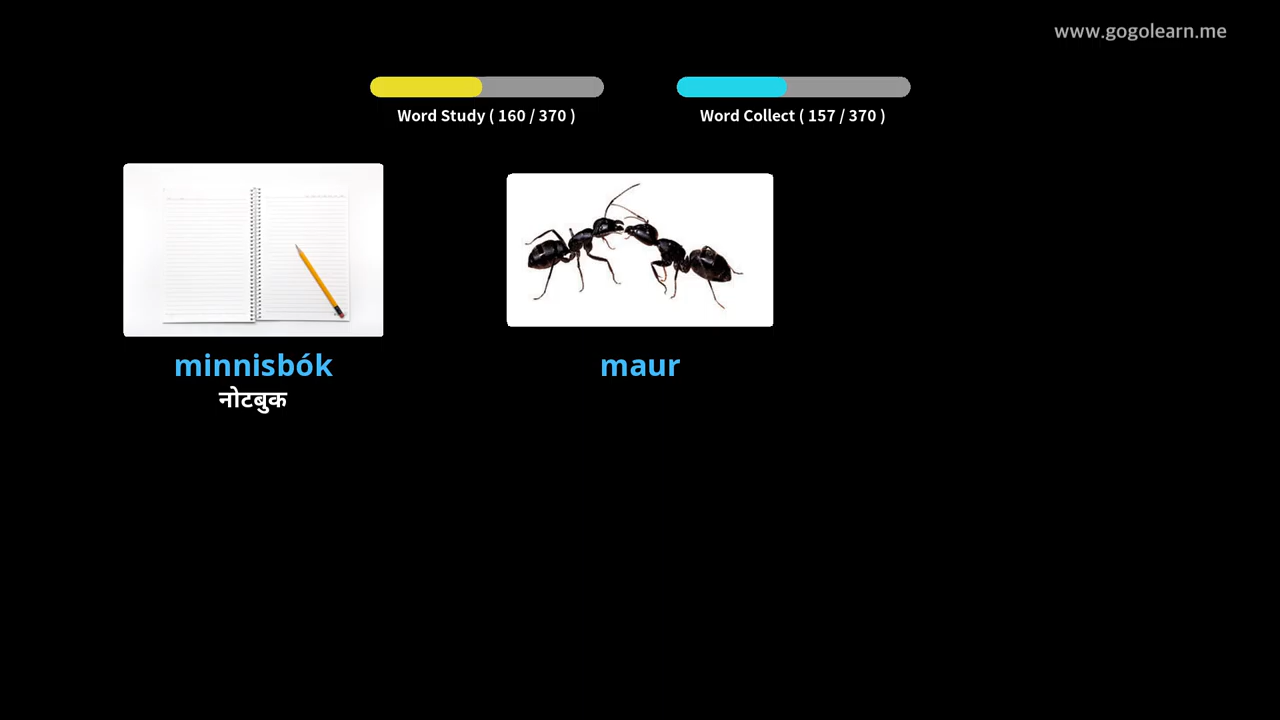 www.gogolearn.me
Word Study ( 160 / 370 )
Word Collect ( 157 / 370 )
minnisbók
नोटबुक
maur